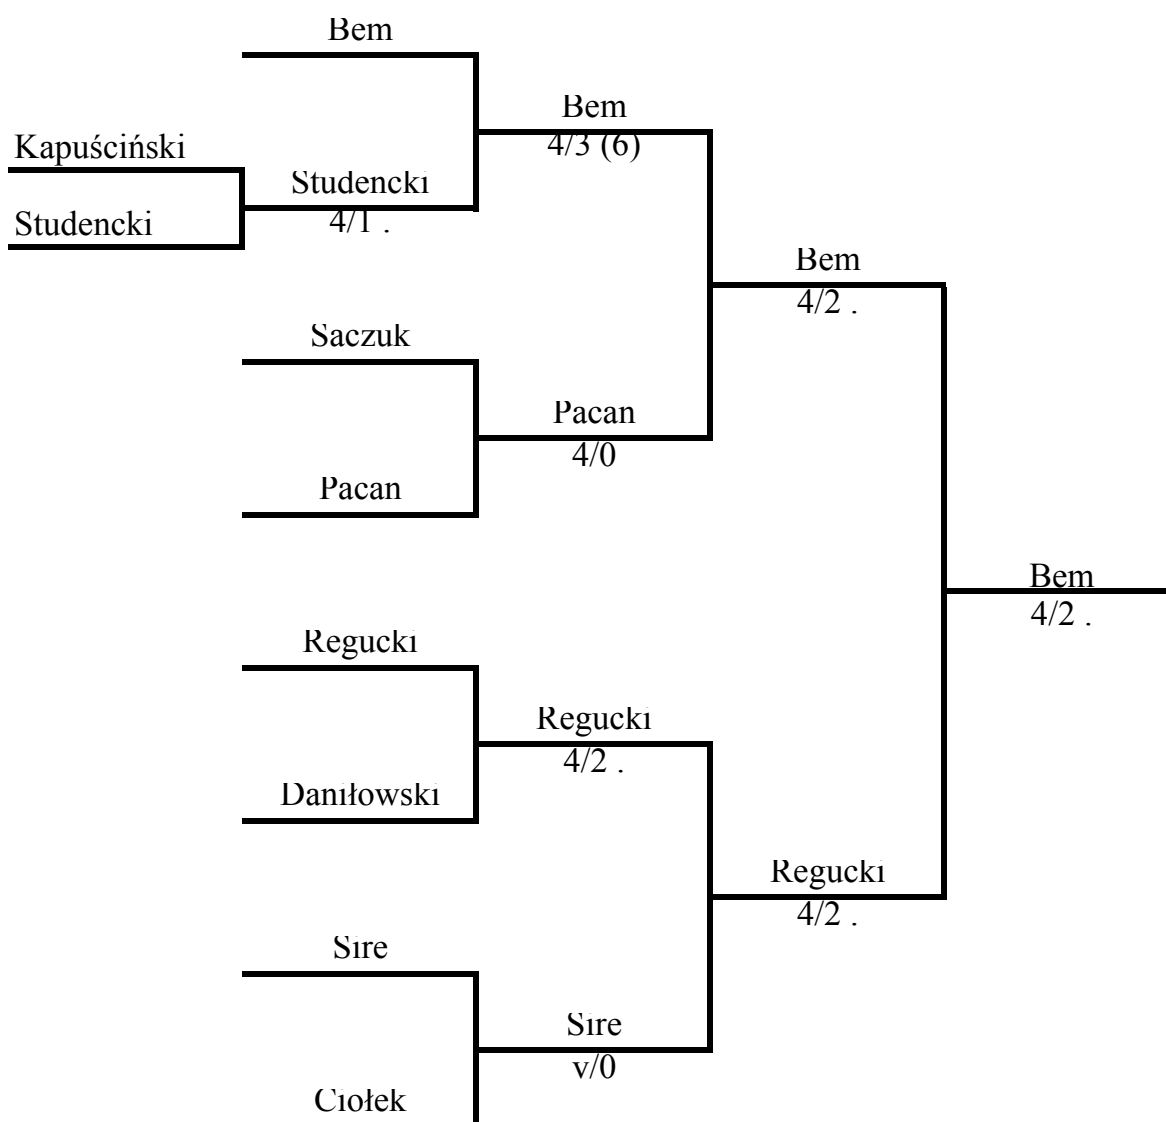 Bem
Bem
4/3 (6)
Kapuściński
Studencki
4/1 .
Studencki
Bem
4/2 .
Saczuk
Pacan
4/0
Pacan
Bem
4/2 .
Regucki
Regucki
4/2 .
Daniłowski
Regucki
4/2 .
Sire
Sire
v/0
Ciołek